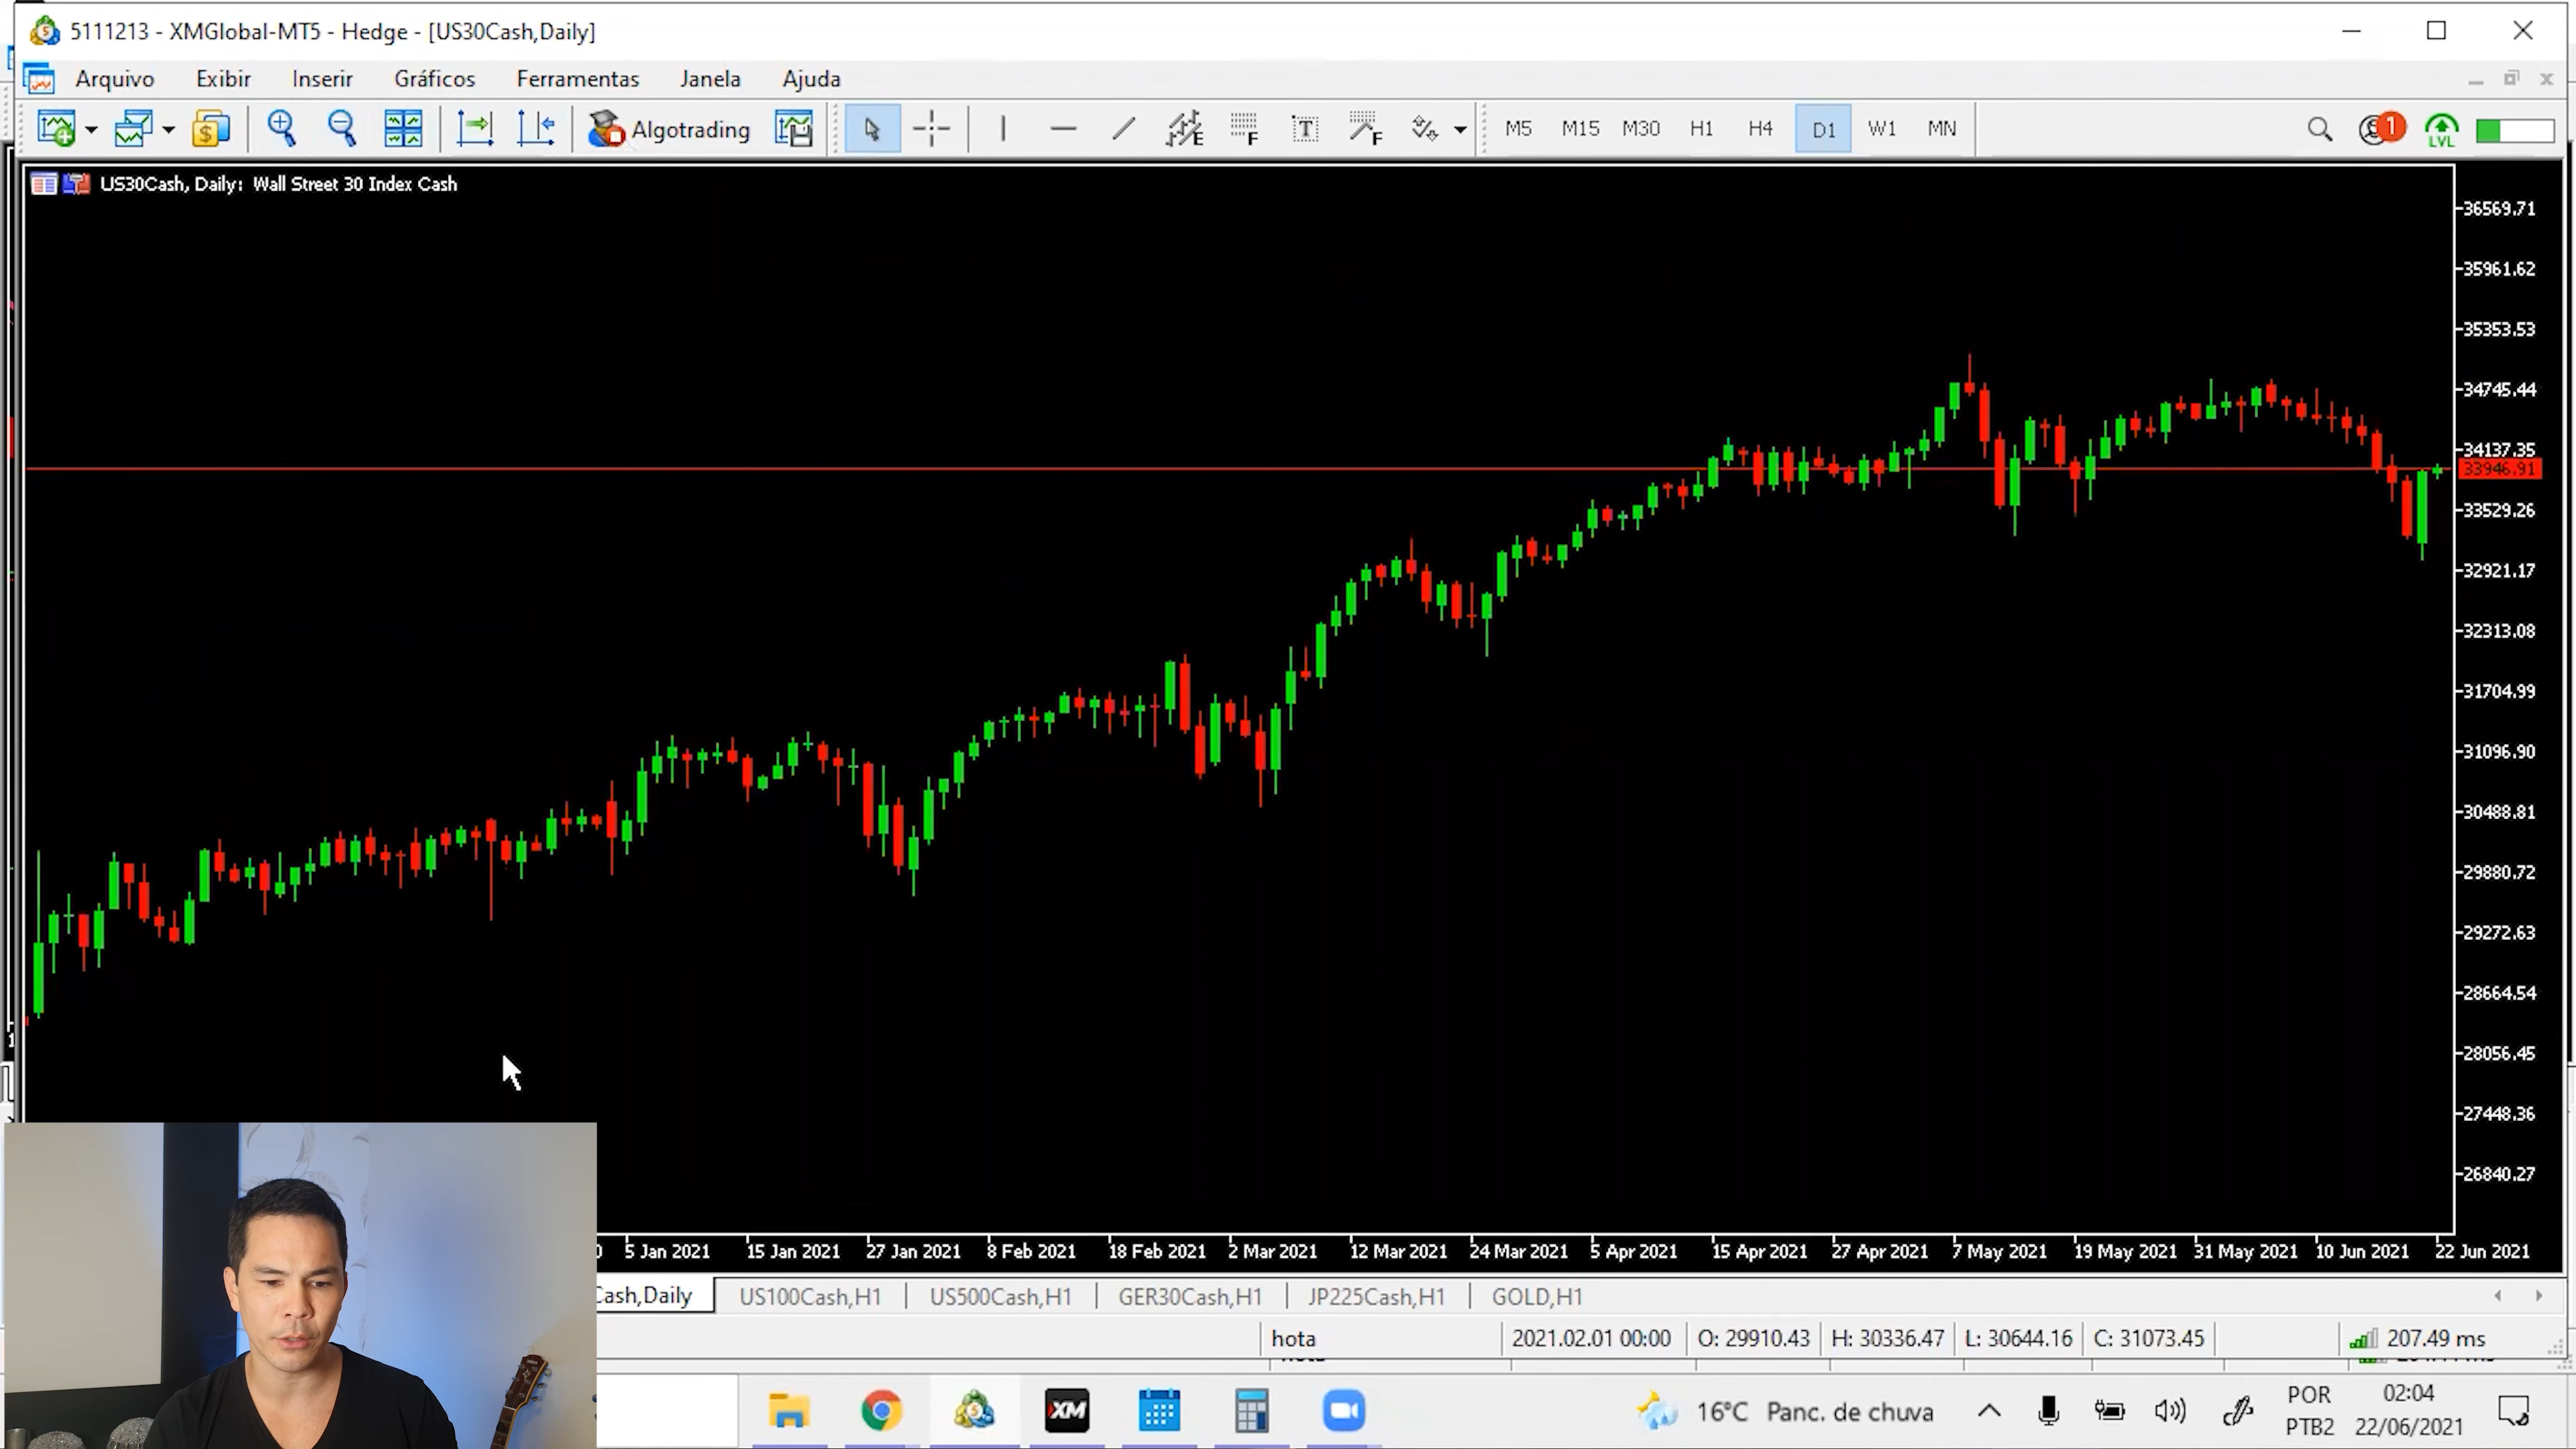 5111213 - XMGlobal-MT5 - Hedge - [US30Cash,Daily]
Arquivo Exibir Inserir Gráficos Ferramentas Janela Ajuda
Algotrading E F T F M5 M15 M30 H1 H4 D1 W1 MN 1 LVL
US30Cash, Daily: Wall Street 30 Index Cash
36569.71
35961.62
35353.53
34745.44
34137.35
33946.91
33529.26
32921.17
32313.08
31704.99
31096.90
30488.81
29880.72
29272.63
28664.54
28056.45
27448.36
26840.27
0 5 Jan 2021 15 Jan 2021 27 Jan 2021 8 Feb 2021 18 Feb 2021 2 Mar 2021 12 Mar 2021 24 Mar 2021 5 Apr 2021 15 Apr 2021 27 Apr 2021 7 May 2021 19 May 2021 31 May 2021 10 Jun 2021 22 Jun 2021
Cash,Daily US100Cash,H1 US500Cash,H1 GER30Cash,H1 JP225Cash,H1 GOLD,H1
hota 2021.02.01 00:00 O: 29910.43 H: 30336.47 L: 30644.16 C: 31073.45 207.49 ms
XM 16°C Panc. de chuva POR 02:04
PTB2 22/06/2021